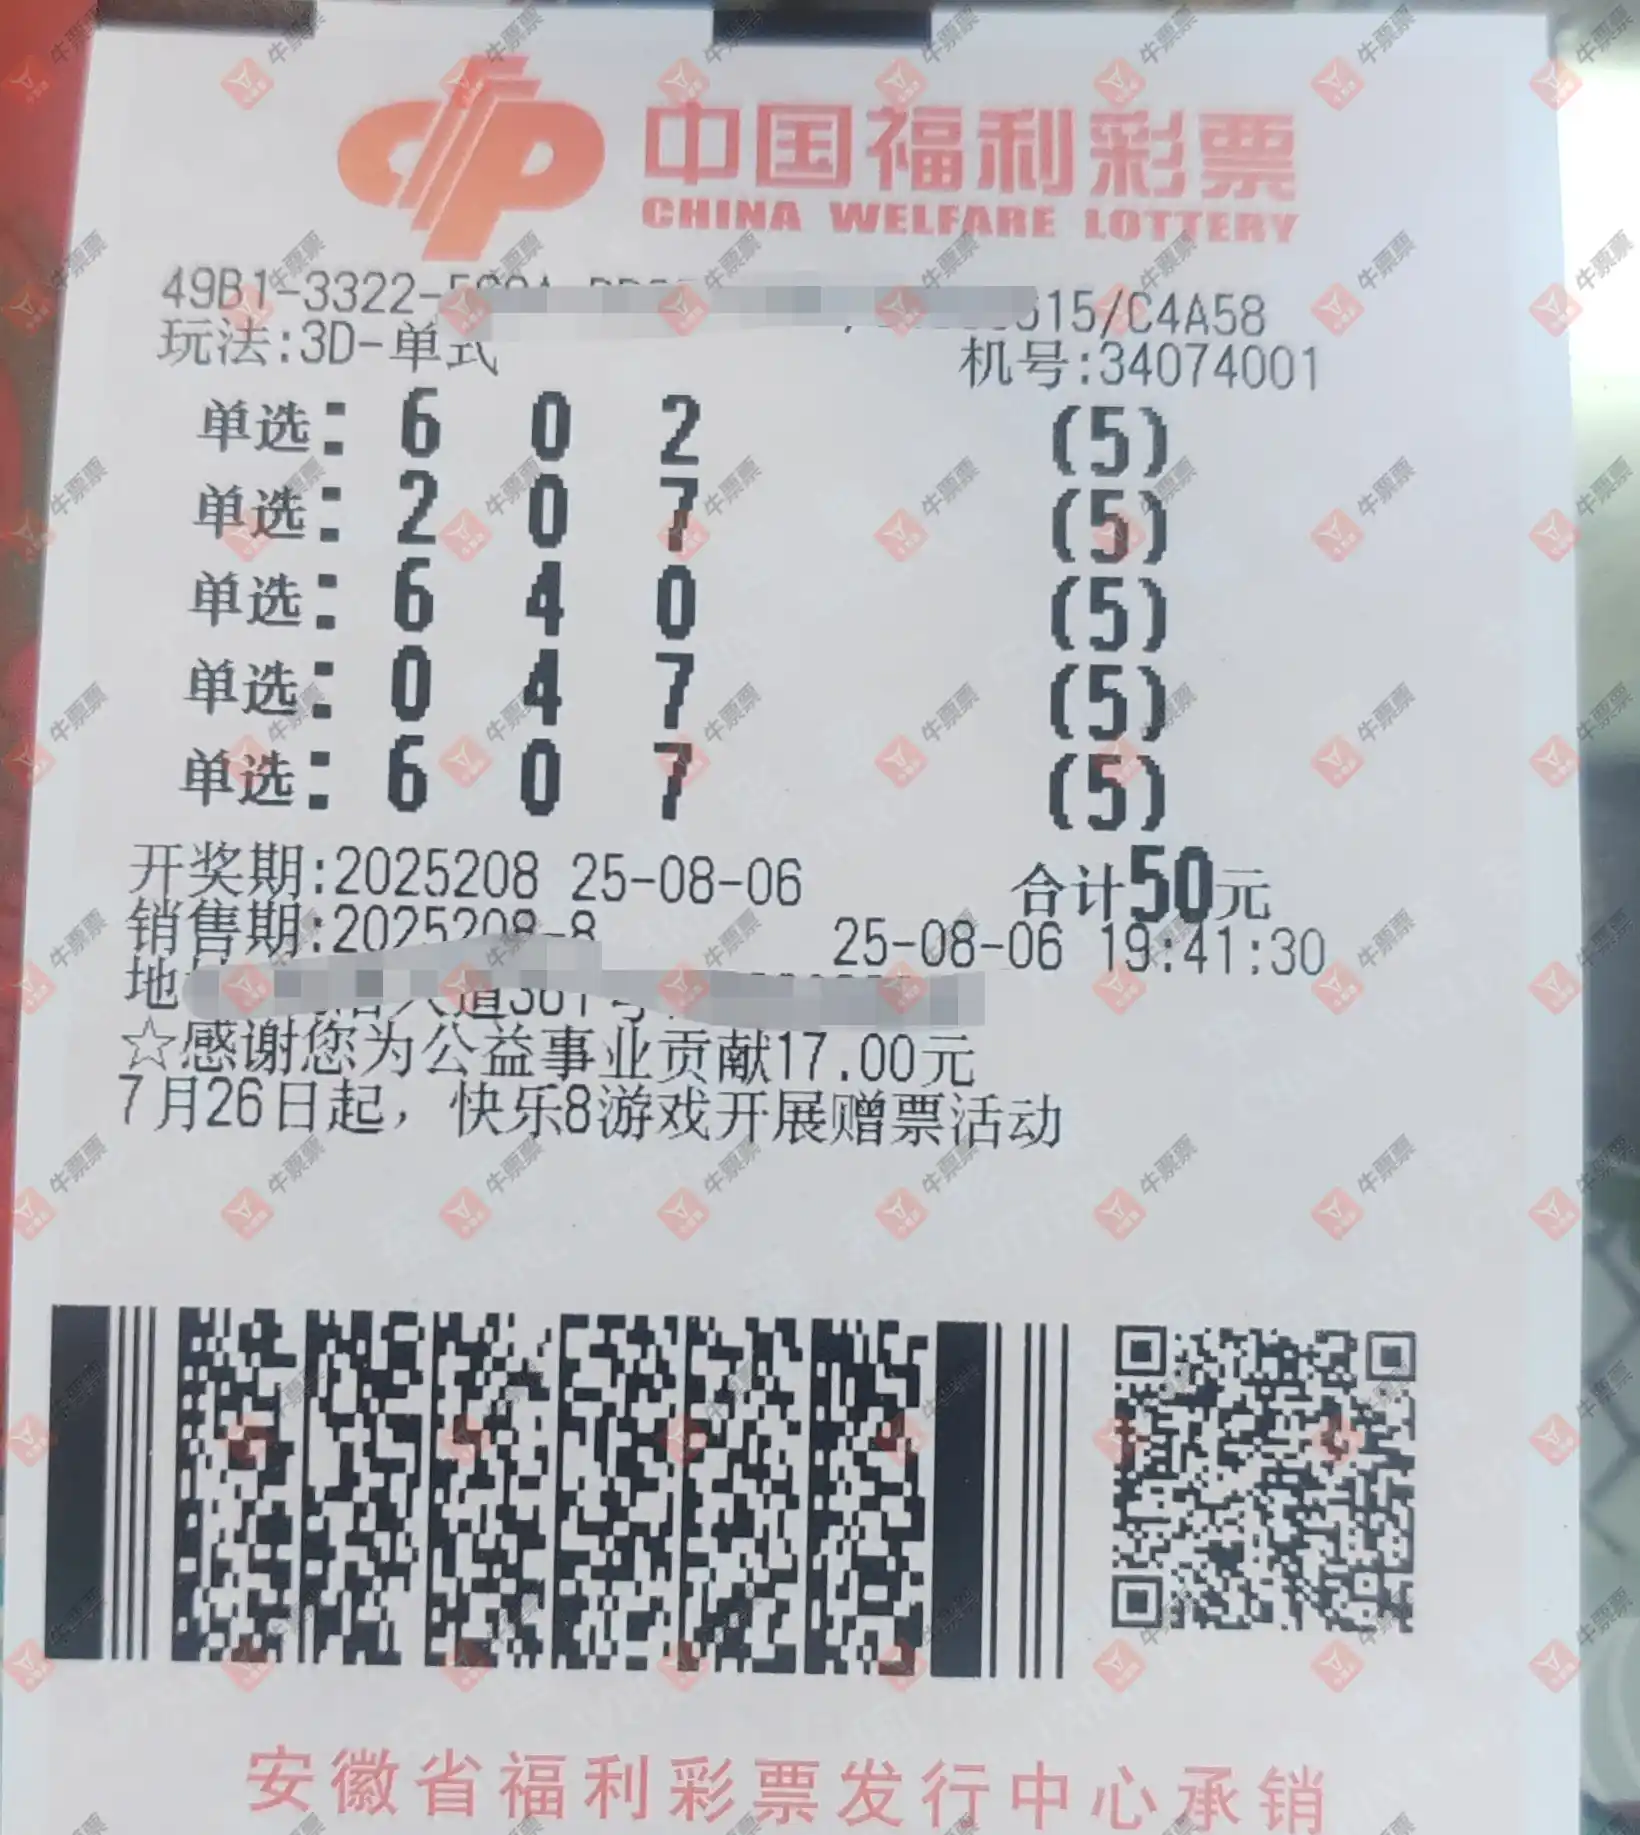 中国福利彩票
CHINA WELFARE LOTTERY
49B1-3322- 615/C4A58
玩法:3D-单式 机号:34074001
单选: 6 0 2 (5)
单选: 2 0 7 (5)
单选: 6 4 0 (5)
单选: 0 4 7 (5)
单选: 6 0 7 (5)
开奖期:2025208 25-08-06 合计50元
销售期:2025208-8 25-08-06 19:41:30
地
☆感谢您为公益事业贡献17.00元
7月26日起，快乐8游戏开展赠票活动
安徽省福利彩票发行中心承销
牛票票